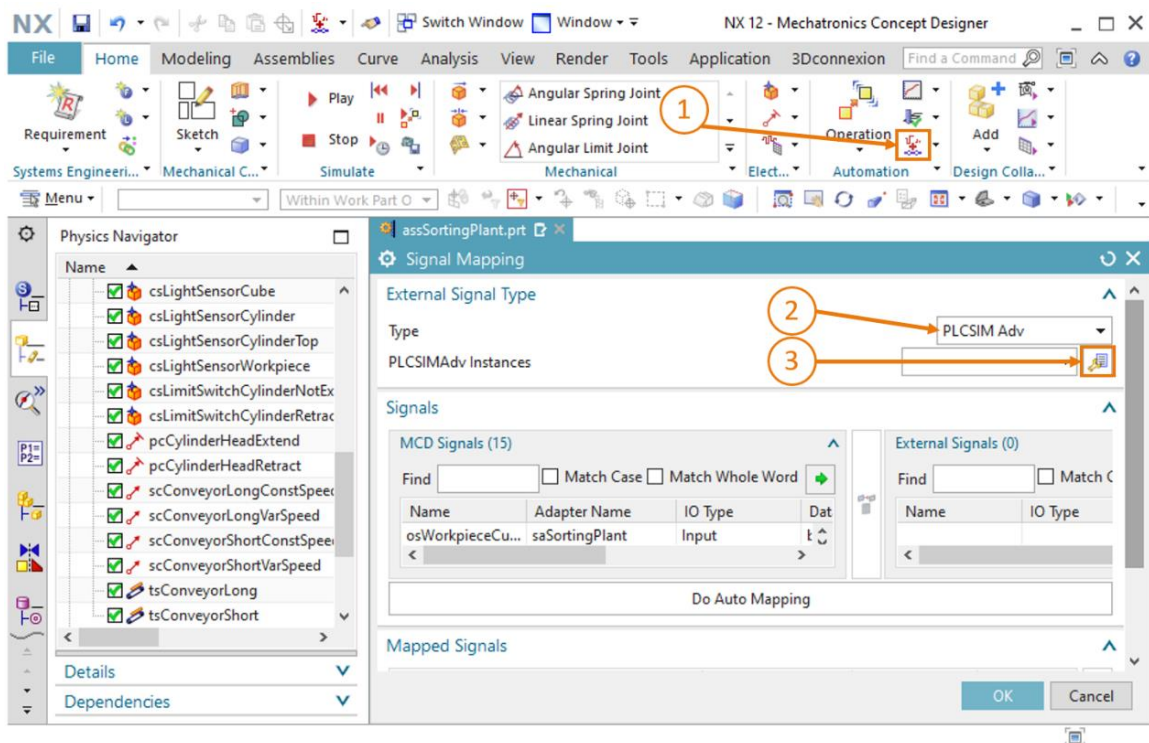 NX Switch Window Window NX 12 - Mechatronics Concept Designer
File Home Modeling Assemblies Curve Analysis View Render Tools Application 3Dconnexion Find a Command
Play Angular Spring Joint
1
Linear Spring Joint
Requirement Sketch Stop Operation Add
Angular Limit Joint
Systems Engineeri... Mechanical C... Simulate Mechanical Elect... Automation Design Colla...
Menu Within Work Part O
Physics Navigator assSortingPlant.prt
Signal Mapping
Name
csLightSensorCube External Signal Type
csLightSensorCylinder 2
csLightSensorCylinderTop Type PLCSIM Adv
csLightSensorWorkpiece PLCSIMAdv Instances 3
csLimitSwitchCylinderNotEx
csLimitSwitchCylinderRetrac Signals
P1=
P2=
pcCylinderHeadExtend MCD Signals (15) External Signals (0)
pcCylinderHeadRetract
scConveyorLongConstSpeed Find Match Case Match Whole Word Find Match C
scConveyorLongVarSpeed Name Adapter Name IO Type Dat Name IO Type
scConveyorShortConstSpee osWorkpieceCu... saSortingPlant Input
scConveyorShortVarSpeed
tsConveyorLong Do Auto Mapping
tsConveyorShort
Mapped Signals
Details
Dependencies OK Cancel